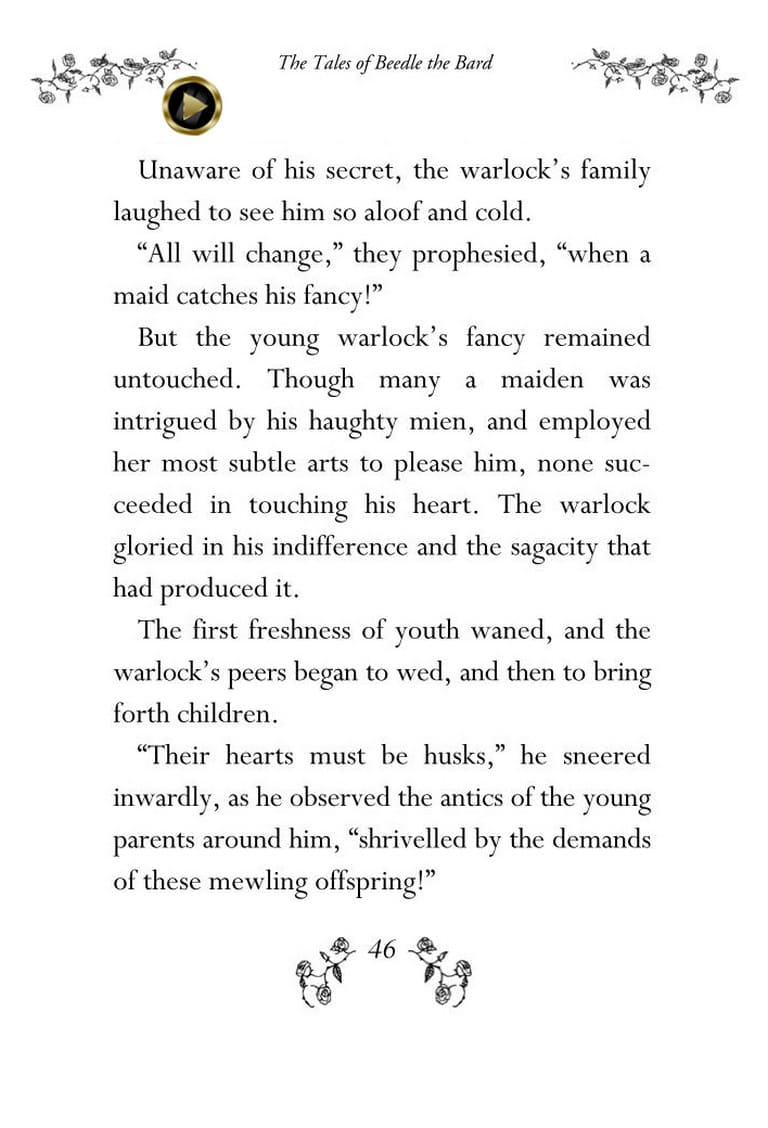 The Tales of Beedle the Bard
Unaware of his secret, the warlock’s family
laughed to see him so aloof and cold.
“All will change,” they prophesied, “when a
maid catches his fancy!”
But the young warlock’s fancy remained
untouched. Though many a maiden was
intrigued by his haughty mien, and employed
her most subtle arts to please him, none suc-
ceeded in touching his heart. The warlock
gloried in his indifference and the sagacity that
had produced it.
The first freshness of youth waned, and the
warlock’s peers began to wed, and then to bring
forth children.
“Their hearts must be husks,” he sneered
inwardly, as he observed the antics of the young
parents around him, “shrivelled by the demands
of these mewling offspring!”
46